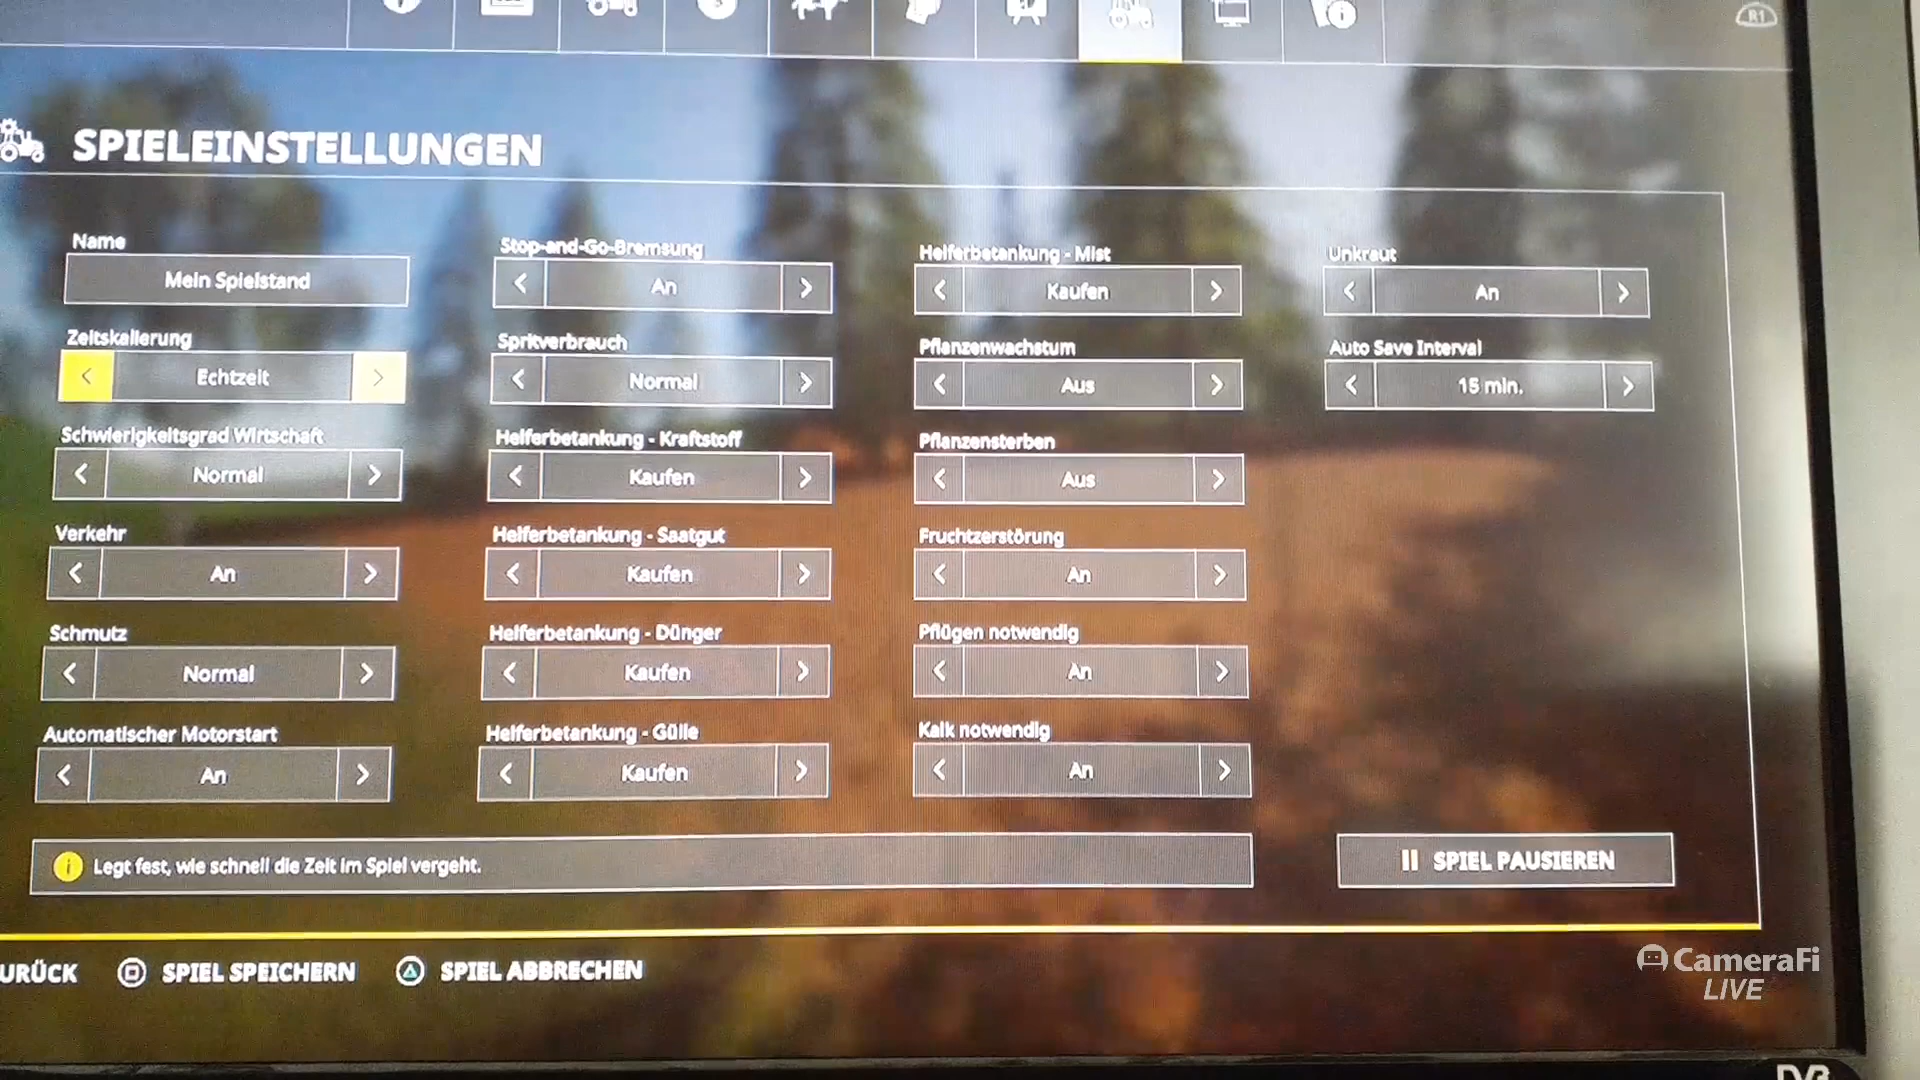 R1
SPIELEINSTELLUNGEN
Name
Mein Spielstand
Zeitskalierung
Echtzeit
Schwierigkeitsgrad Wirtschaft
Normal
Verkehr
An
Schmutz
Normal
Automatischer Motorstart
An
Stop-and-Go-Bremsung
An
Spritverbrauch
Normal
Helferbetankung - Kraftstoff
Kaufen
Helferbetankung - Saatgut
Kaufen
Helferbetankung - Dünger
Kaufen
Helferbetankung - Gülle
Kaufen
Helferbetankung - Mist
Kaufen
Pflanzenwachstum
Aus
Pflanzensterben
Aus
Fruchtzerstörung
An
Pflügen notwendig
An
Kalk notwendig
An
Unkraut
An
Auto Save Interval
15 min.
Legt fest, wie schnell die Zeit im Spiel vergeht.
SPIEL PAUSIEREN
URÜCK
SPIEL SPEICHERN
SPIEL ABBRECHEN
CameraFi
LIVE